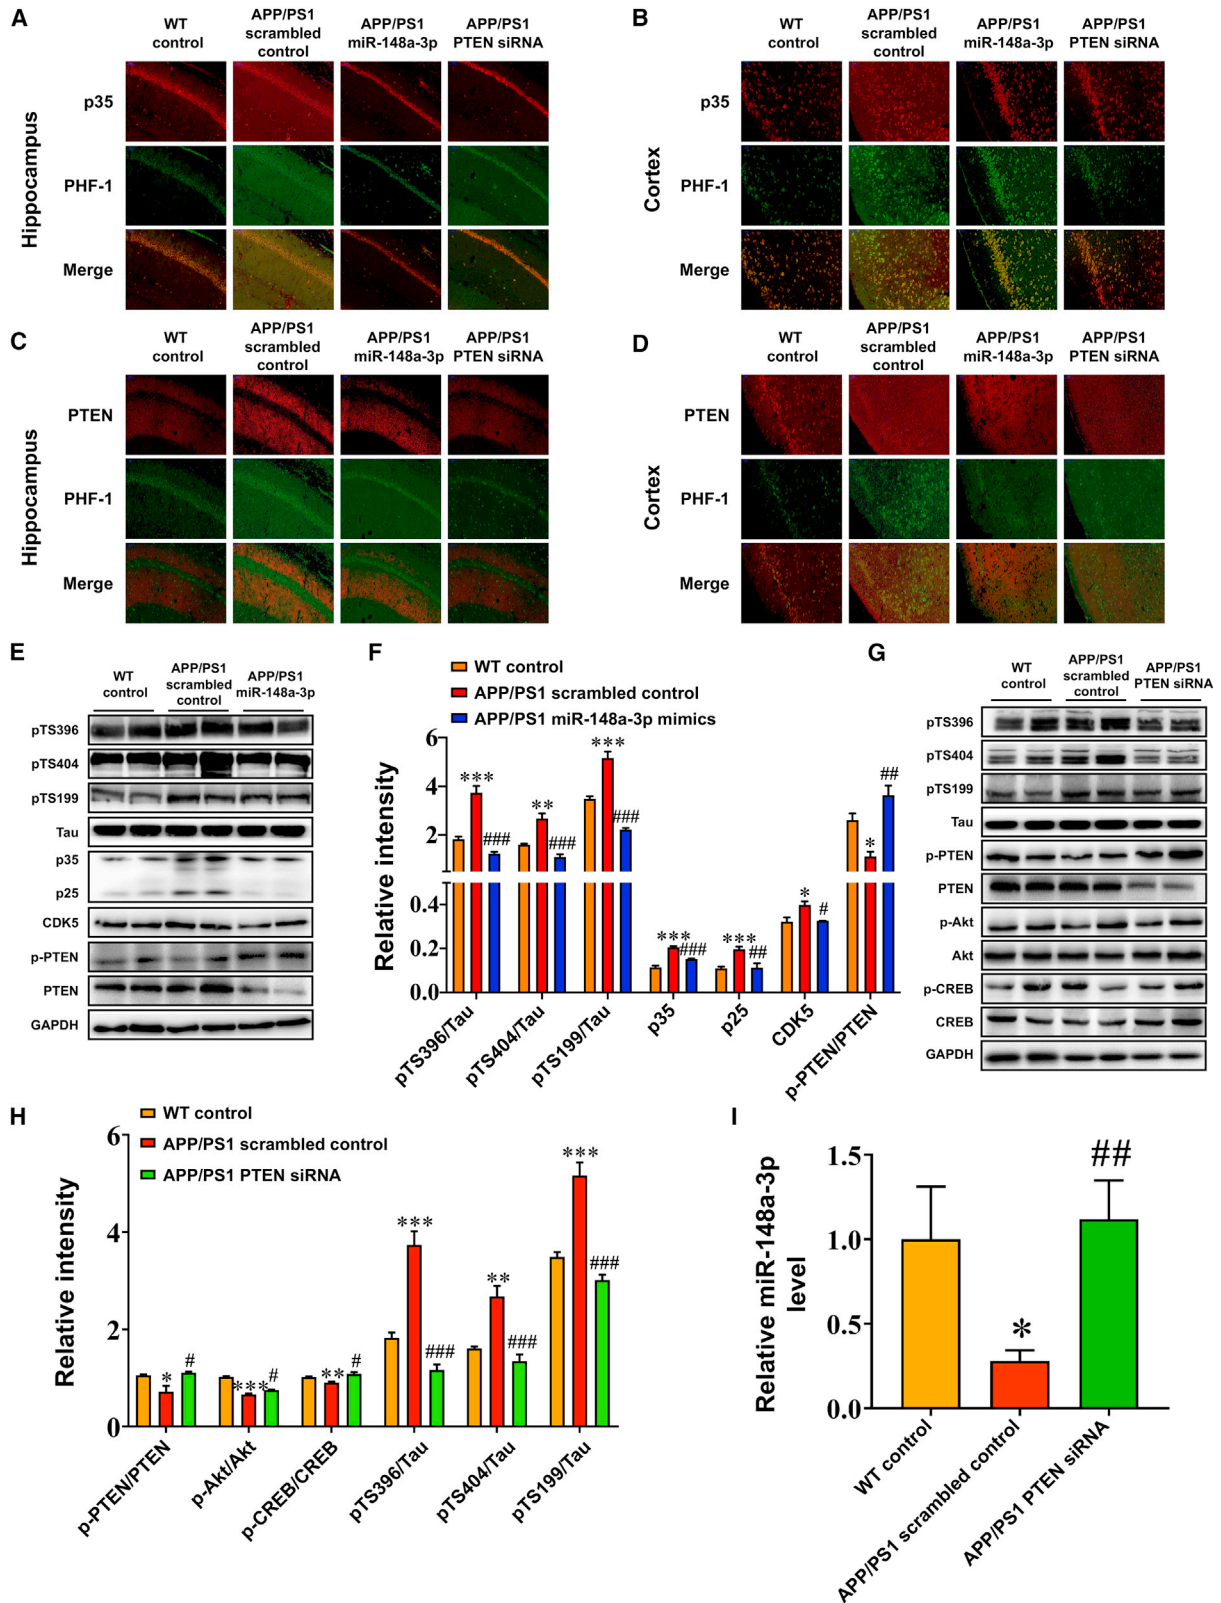 A
WT
control
APP/PS1
scrambled
control
APP/PS1
miR-148a-3p
APP/PS1
PTEN siRNA
Hippocampus
p35
PHF-1
Merge
B
WT
control
APP/PS1
scrambled
control
APP/PS1
miR-148a-3p
APP/PS1
PTEN siRNA
Cortex
p35
PHF-1
Merge
C
WT
control
APP/PS1
scrambled
control
APP/PS1
miR-148a-3p
APP/PS1
PTEN siRNA
Hippocampus
PTEN
PHF-1
Merge
D
WT
control
APP/PS1
scrambled
control
APP/PS1
miR-148a-3p
APP/PS1
PTEN siRNA
Cortex
PTEN
PHF-1
Merge
E
WT
control
APP/PS1
scrambled
control
APP/PS1
miR-148a-3p
pTS396
pTS404
pTS199
Tau
p35
p25
CDK5
p-PTEN
PTEN
GAPDH
F
WT control
APP/PS1 scrambled control
APP/PS1 miR-148a-3p mimics
Relative intensity
6
4
2
0.4
0.2
0.0
***
###
**
###
***
###
***
###
***
##
*
#
*
##
pTS396/Tau
pTS404/Tau
pTS199/Tau
p35
p25
CDK5
p-PTEN/PTEN
G
WT
control
APP/PS1
scrambled
control
APP/PS1
PTEN siRNA
pTS396
pTS404
pTS199
Tau
p-PTEN
PTEN
p-Akt
Akt
p-CREB
CREB
GAPDH
H
WT control
APP/PS1 scrambled control
APP/PS1 PTEN siRNA
Relative intensity
6
4
2
0
*
#
***
#
**
#
***
###
**
###
***
###
p-PTEN/PTEN
p-Akt/Akt
p-CREB/CREB
pTS396/Tau
pTS404/Tau
pTS199/Tau
I
Relative miR-148a-3p
level
1.5
1.0
0.5
0.0
*
##
WT control
APP/PS1 scrambled control
APP/PS1 PTEN siRNA